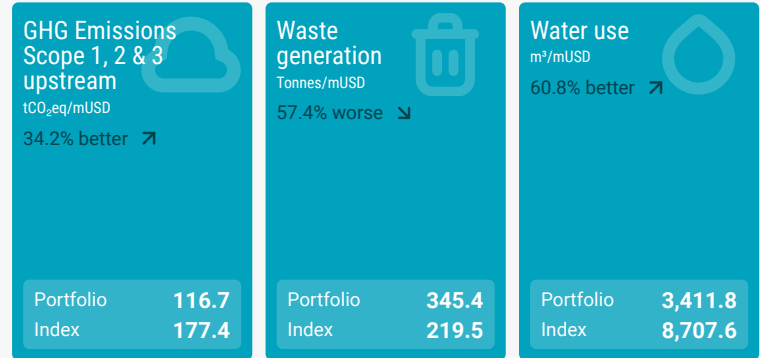 GHG Emissions
Scope 1, 2 & 3
upstream
tCO₂eq/mUSD
34.2% better
Portfolio 116.7
Index 177.4
Waste
generation
Tonnes/mUSD
57.4% worse
Portfolio 345.4
Index 219.5
Water use
m³/mUSD
60.8% better
Portfolio 3,411.8
Index 8,707.6